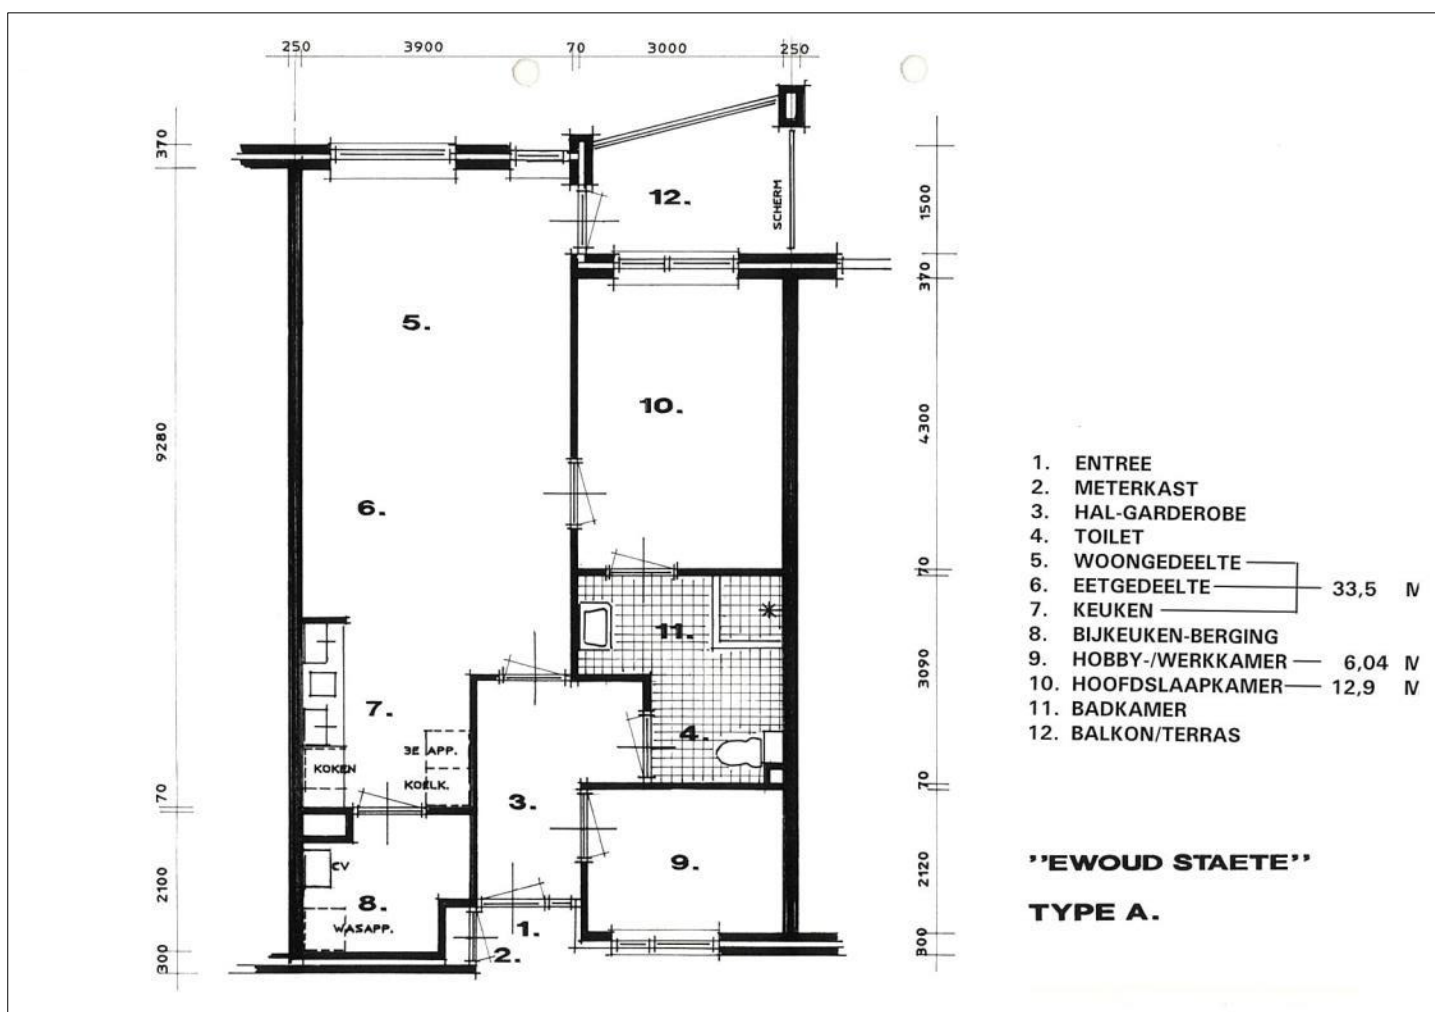 250 3900 70 3000 250
370
9280
70
2100
300
1500
370
4300
70
3090
70
2120
300
12.
SCHERM
5.
10.
6.
11.
7.
4.
3E APP.
KOKEN
KOELK.
3.
9.
CV
8.
WASAPP.
1.
2.
1. ENTREE
2. METERKAST
3. HAL-GARDEROBE
4. TOILET
5. WOONGEDEELTE
6. EETGEDEELTE 33,5
7. KEUKEN
8. BIJKEUKEN-BERGING
9. HOBBY-/WERKKAMER 6,04
10. HOOFDSLAAPKAMER 12,9
11. BADKAMER
12. BALKON/TERRAS
"EWOUD STAETE"
TYPE A.